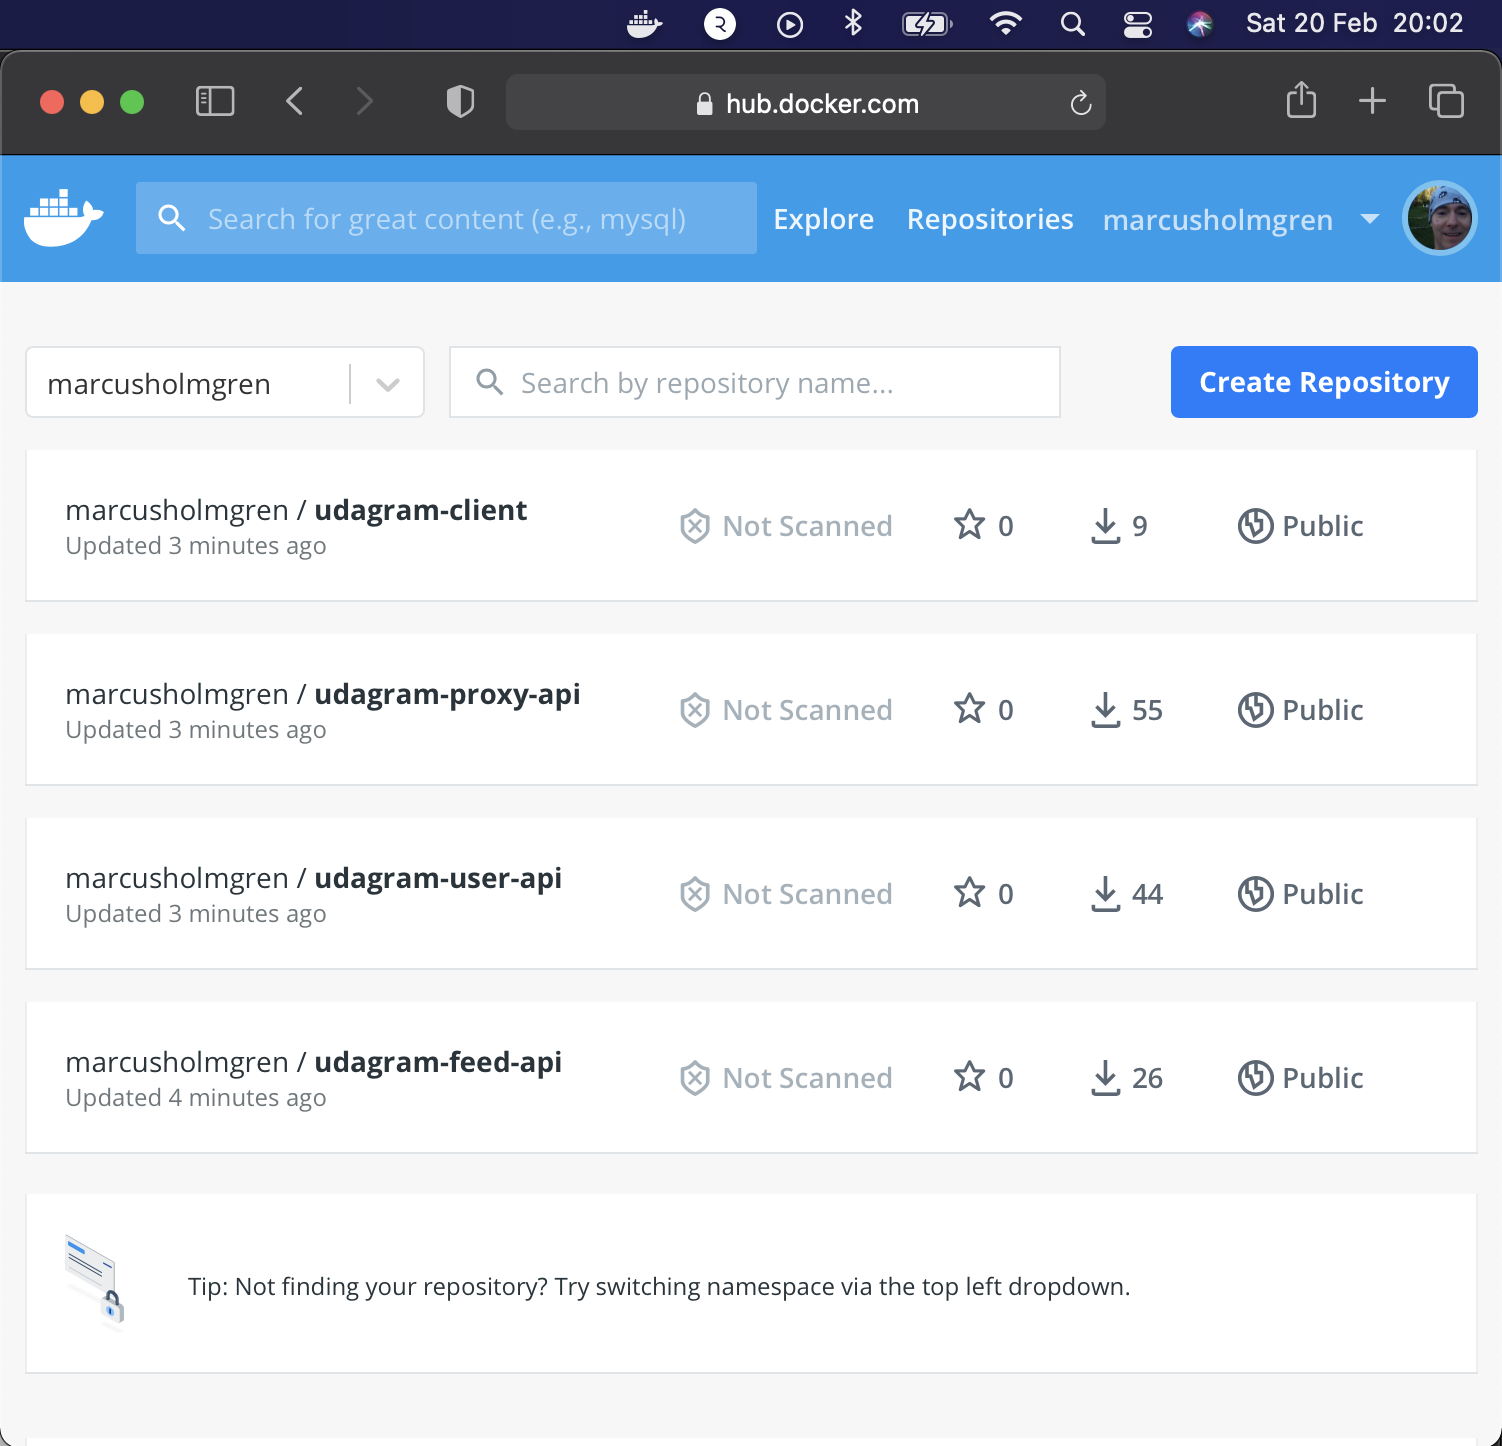 Sat 20 Feb 20:02
hub.docker.com
Search for great content (e.g., mysql)
Explore
Repositories
marcusholmgren
marcusholmgren
Search by repository name...
Create Repository
marcusholmgren / udagram-client
Updated 3 minutes ago
Not Scanned
0
9
Public
marcusholmgren / udagram-proxy-api
Updated 3 minutes ago
Not Scanned
0
55
Public
marcusholmgren / udagram-user-api
Updated 3 minutes ago
Not Scanned
0
44
Public
marcusholmgren / udagram-feed-api
Updated 4 minutes ago
Not Scanned
0
26
Public
Tip: Not finding your repository? Try switching namespace via the top left dropdown.